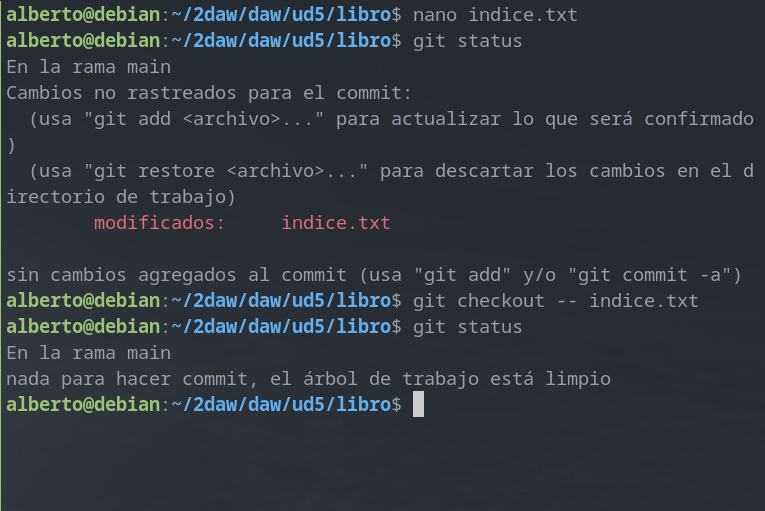 alberto@debian:~/2daw/daw/ud5/libro$ nano indice.txt
alberto@debian:~/2daw/daw/ud5/libro$ git status
En la rama main
Cambios no rastreados para el commit:
  (usa "git add <archivo>..." para actualizar lo que será confirmado
)
  (usa "git restore <archivo>..." para descartar los cambios en el d
irectorio de trabajo)
        modificados:     indice.txt

sin cambios agregados al commit (usa "git add" y/o "git commit -a")
alberto@debian:~/2daw/daw/ud5/libro$ git checkout -- indice.txt
alberto@debian:~/2daw/daw/ud5/libro$ git status
En la rama main
nada para hacer commit, el árbol de trabajo está limpio
alberto@debian:~/2daw/daw/ud5/libro$